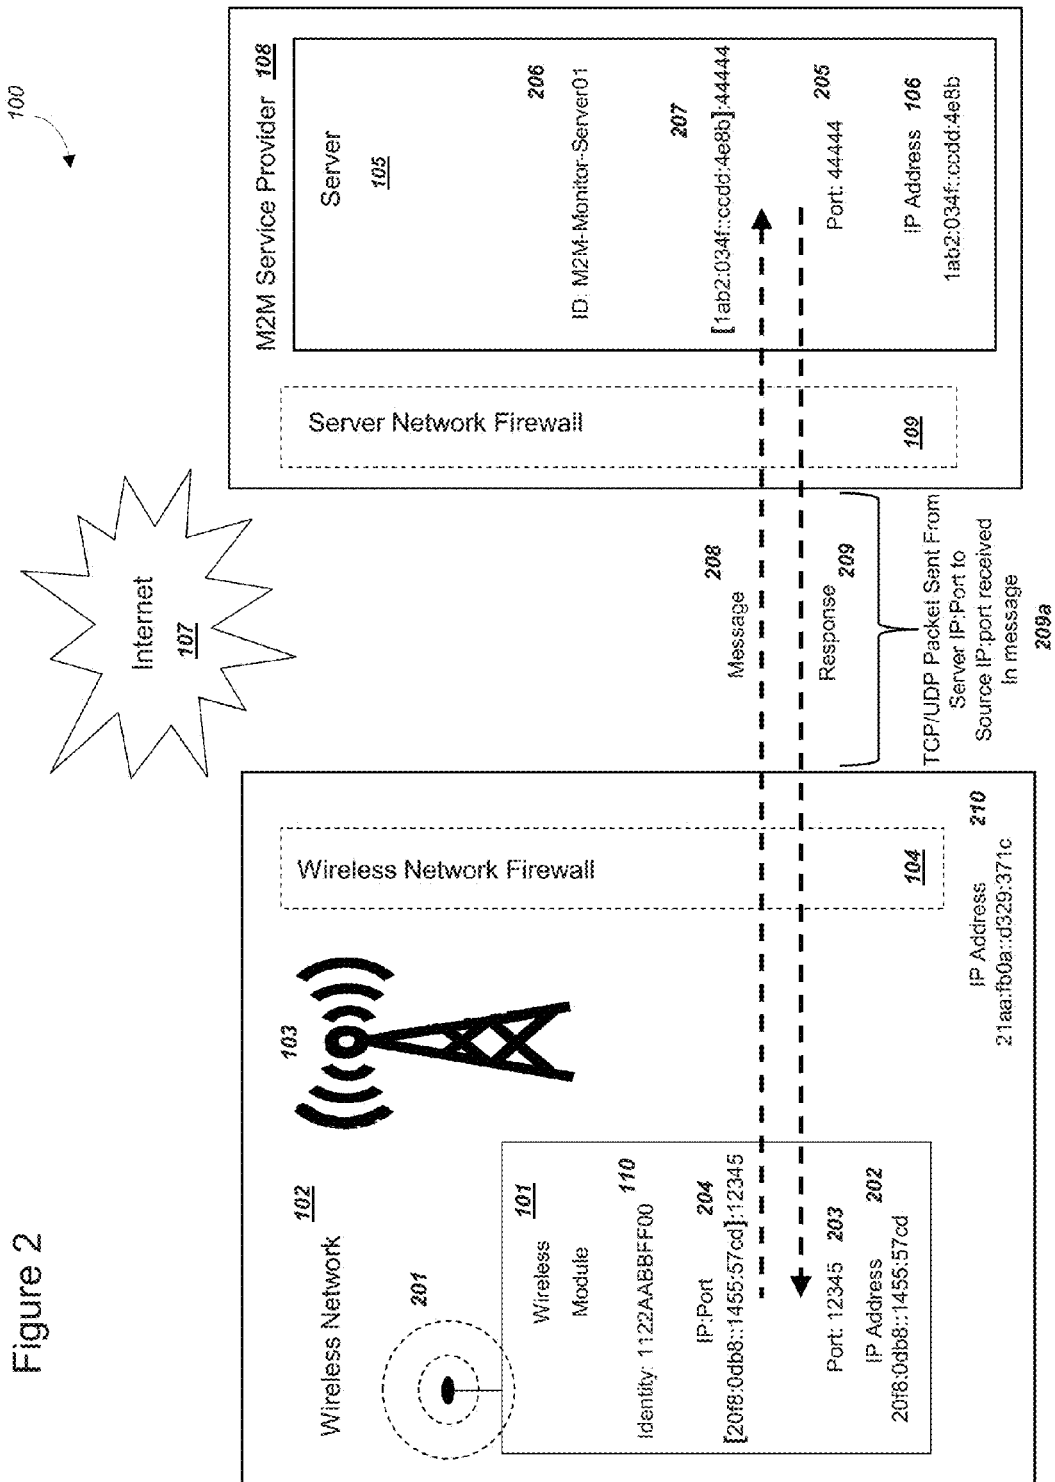 Figure 2
100
Wireless Network 102
201
103
Wireless 101
Module
Identity: 1122AABBFF00 110
IP:Port 204
[20f8:0db8::1455:57cd]:12345
Port: 12345 203
IP Address 202
20f8:0db8::1455:57cd
Wireless Network Firewall 104
IP Address 210
21aa:fb0a::d329:371c
Internet
107
Message 208
Response 209
TCP/UDP Packet Sent From
Server IP:Port to
Source IP:port received
In message
209a
M2M Service Provider 108
Server Network Firewall 109
Server
105
206
ID: M2M-Monitor-Server01
207
[1ab2:034f::ccdd:4e8b]:44444
205
Port: 44444
IP Address 106
1ab2:034f::ccdd:4e8b